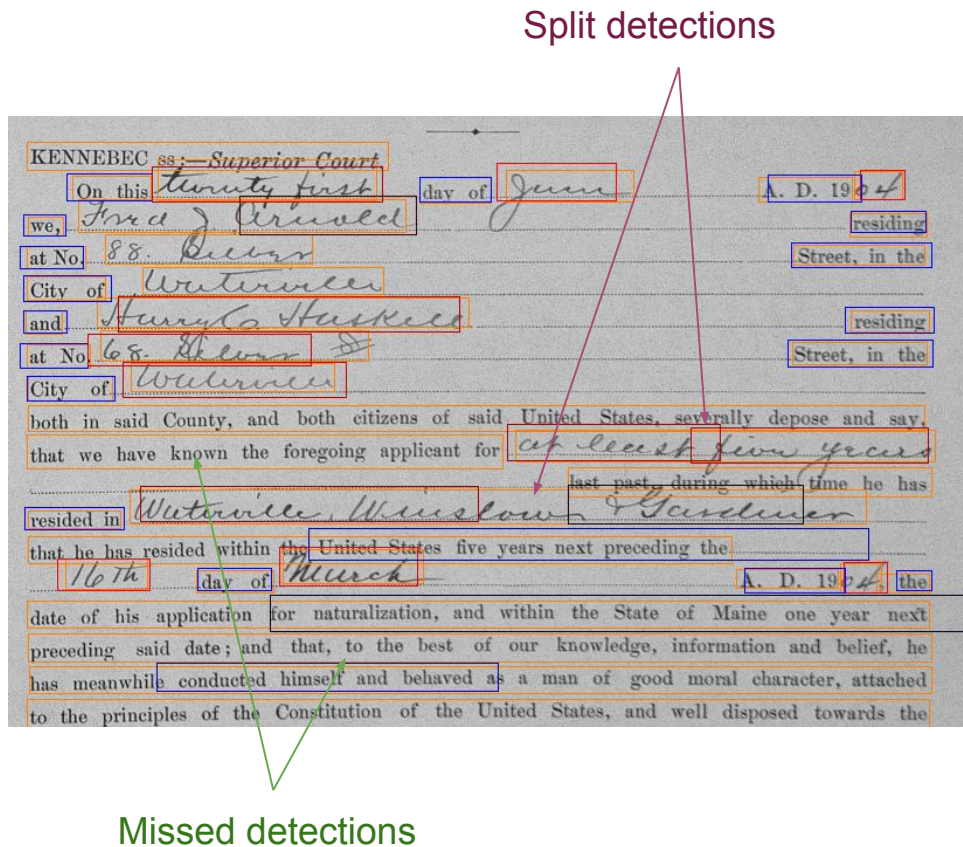 Split detections
KENNEBEC ss;—Superior Court
On this twenty first day of June A. D. 1904
we, Fred J. Arnold residing
at No. 88. Silver Street, in the
City of Waterville
and Harry C Haskell residing
at No. 68. Silver St Street, in the
City of Waterville
both in said County, and both citizens of said United States, severally depose and say,
that we have known the foregoing applicant for at least five years
last past, during which time he has
resided in Waterville, Winslow & Gardiner
that he has resided within the United States five years next preceding the
16th day of March A. D. 1904, the
date of his application for naturalization, and within the State of Maine one year next
preceding said date; and that, to the best of our knowledge, information and belief, he
has meanwhile conducted himself and behaved as a man of good moral character, attached
to the principles of the Constitution of the United States, and well disposed towards the
Missed detections